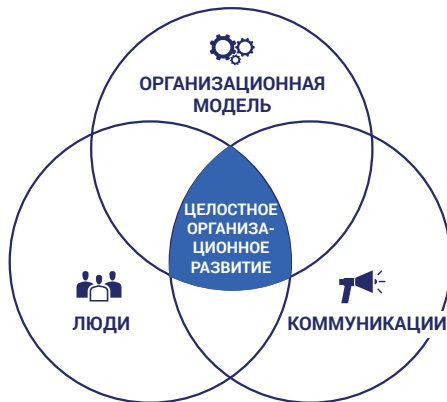 ОРГАНИЗАЦИОННАЯ
МОДЕЛЬ
ЦЕЛОСТНОЕ
ОРГАНИЗА-
ЦИОННОЕ
РАЗВИТИЕ
ЛЮДИ
КОММУНИКАЦИИ